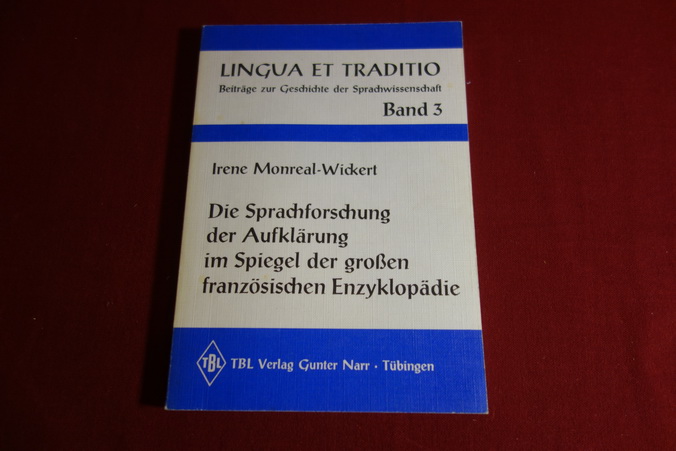 LINGUA ET TRADITIO
Beiträge zur Geschichte der Sprachwissenschaft
Band 3
Irene Monreal-Wickert
Die Sprachforschung
der Aufklärung
im Spiegel der großen
französischen Enzyklopädie
TBL TBL Verlag Gunter Narr · Tübingen